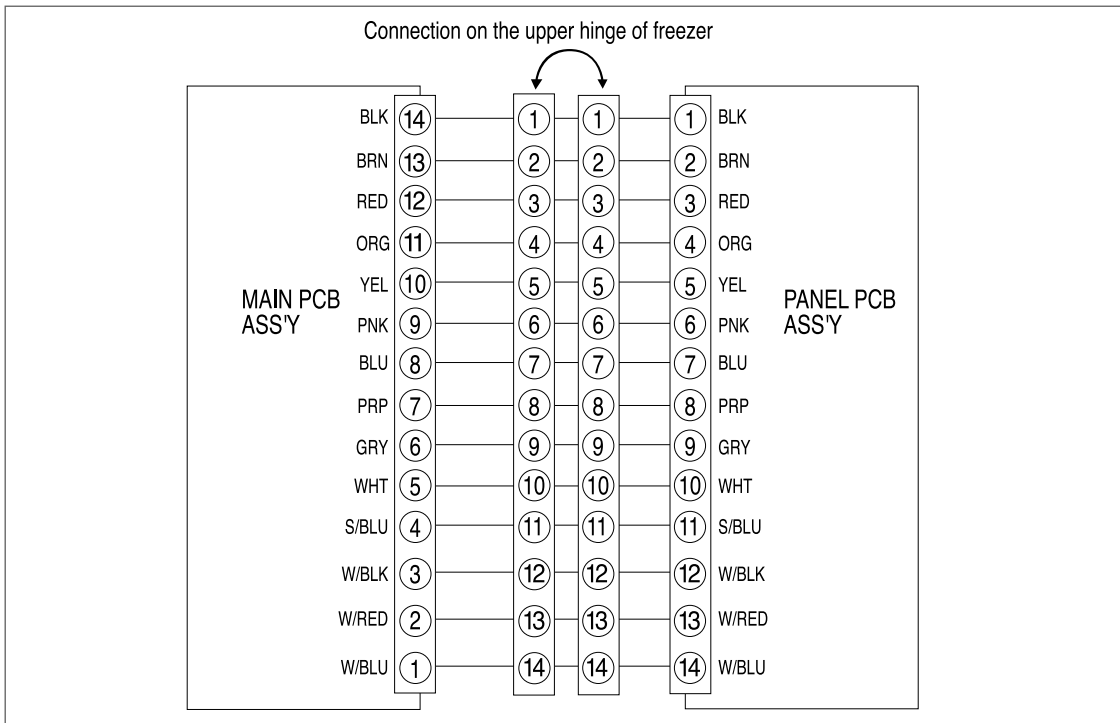 Connection on the upper hinge of freezer
BLK 14 1 1 1 BLK
BRN 13 2 2 2 BRN
RED 12 3 3 3 RED
ORG 11 4 4 4 ORG
YEL 10 5 5 5 YEL
MAIN PCB
ASS'Y
PANEL PCB
ASS'Y
PNK 9 6 6 6 PNK
BLU 8 7 7 7 BLU
PRP 7 8 8 8 PRP
GRY 6 9 9 9 GRY
WHT 5 10 10 10 WHT
S/BLU 4 11 11 11 S/BLU
W/BLK 3 12 12 12 W/BLK
W/RED 2 13 13 13 W/RED
W/BLU 1 14 14 14 W/BLU